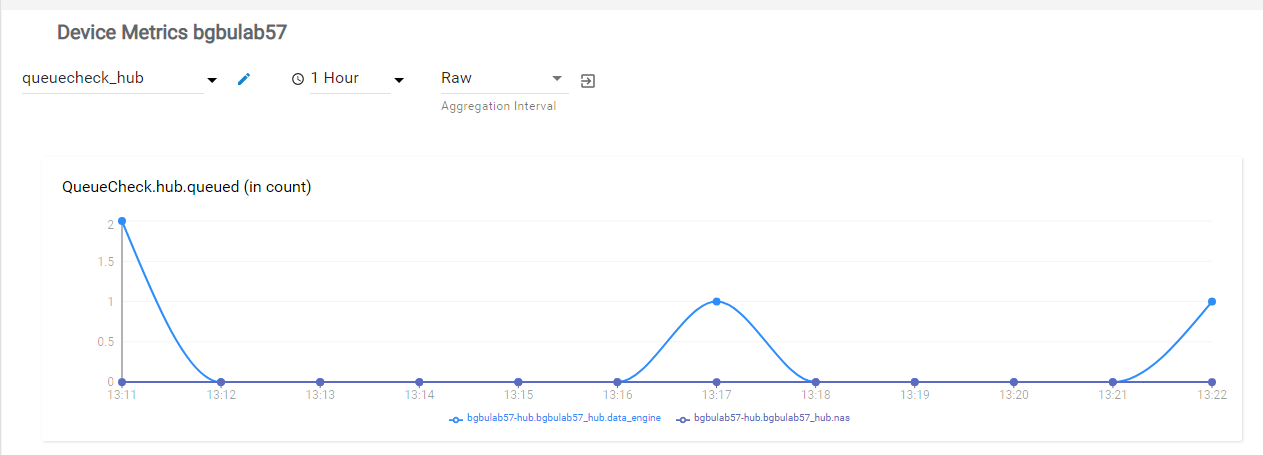 Device Metrics bgbulab57
queuecheck_hub 1 Hour Raw
Aggregation Interval
QueueCheck.hub.queued (in count)
2
1.5
1
0.5
0
13:11 13:12 13:13 13:14 13:15 13:16 13:17 13:18 13:19 13:20 13:21 13:22
bgbulab57-hub.bgbulab57_hub.data_engine bgbulab57-hub.bgbulab57_hub.nas